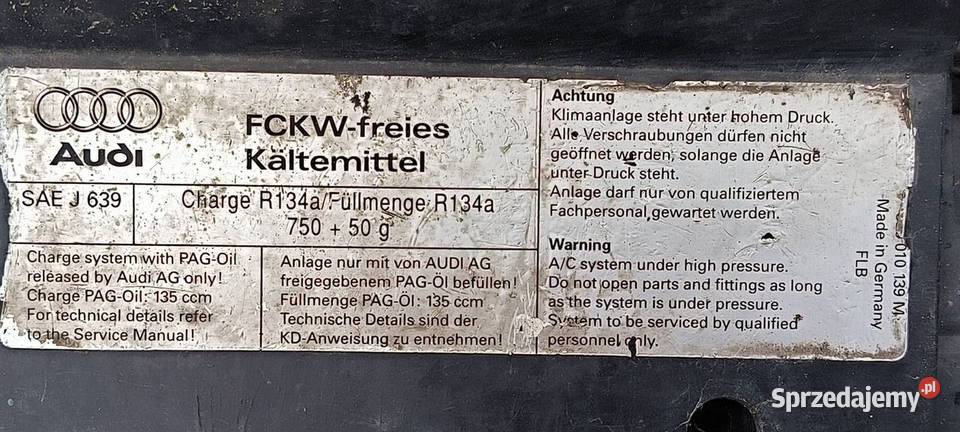 Audi
FCKW-freies
Kältemittel
SAE J 639
Charge R134a/Füllmenge R134a
750 + 50 g
Charge system with PAG-Oil
released by Audi AG only!
Charge PAG-Oil: 135 ccm
For technical details refer
to the Service Manual!
Anlage nur mit von AUDI AG
freigegebenem PAG-Öl befüllen!
Füllmenge PAG-Öl: 135 ccm
Technische Details sind der
KD-Anweisung zu entnehmen!
Achtung
Klimaanlage steht unter hohem Druck.
Alle Verschraubungen dürfen nicht
geöffnet werden, solange die Anlage
unter Druck steht.
Anlage darf nur von qualifiziertem
Fachpersonal gewartet werden.
Warning
A/C system under high pressure.
Do not open parts and fittings as long
as the system is under pressure.
System to be serviced by qualified
personnel only.
010 139 M
Made in Germany
FLB
Sprzedajemy.pl